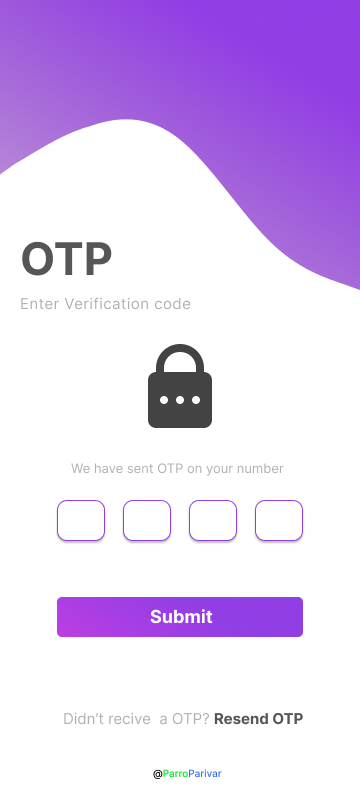 OTP
Enter Verification code
We have sent OTP on your number
Submit
Didn't recive  a OTP? Resend OTP
@ParroParivar